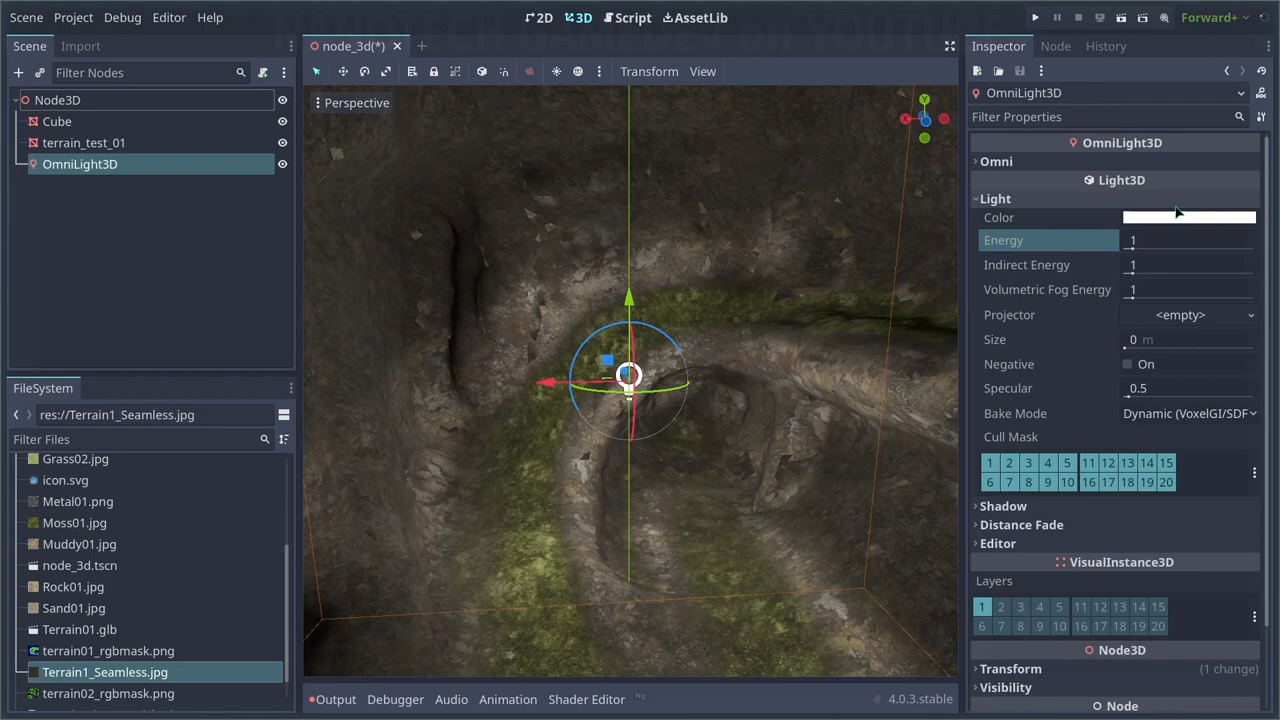 Scene Project Debug Editor Help
2D 3D Script AssetLib
Forward+
Scene Import
Filter Nodes
Node3D
Cube
terrain_test_01
OmniLight3D
FileSystem
res://Terrain1_Seamless.jpg
Filter Files
Grass02.jpg
icon.svg
Metal01.png
Moss01.jpg
Muddy01.jpg
node_3d.tscn
Rock01.jpg
Sand01.jpg
Terrain01.glb
terrain01_rgbmask.png
Terrain1_Seamless.jpg
terrain02_rgbmask.png
node_3d(*)
Transform View
Perspective
Y
X
Output Debugger Audio Animation Shader Editor
4.0.3.stable
Inspector Node History
OmniLight3D
Filter Properties
OmniLight3D
Omni
Light3D
Light
Color
Energy 1
Indirect Energy 1
Volumetric Fog Energy 1
Projector <empty>
Size 0 m
Negative On
Specular 0.5
Bake Mode Dynamic (VoxelGI/SDF
Cull Mask
1 2 3 4 5 11 12 13 14 15
6 7 8 9 10 16 17 18 19 20
Shadow
Distance Fade
Editor
VisualInstance3D
Layers
1 2 3 4 5 11 12 13 14 15
6 7 8 9 10 16 17 18 19 20
Node3D
Transform (1 change)
Visibility
Node